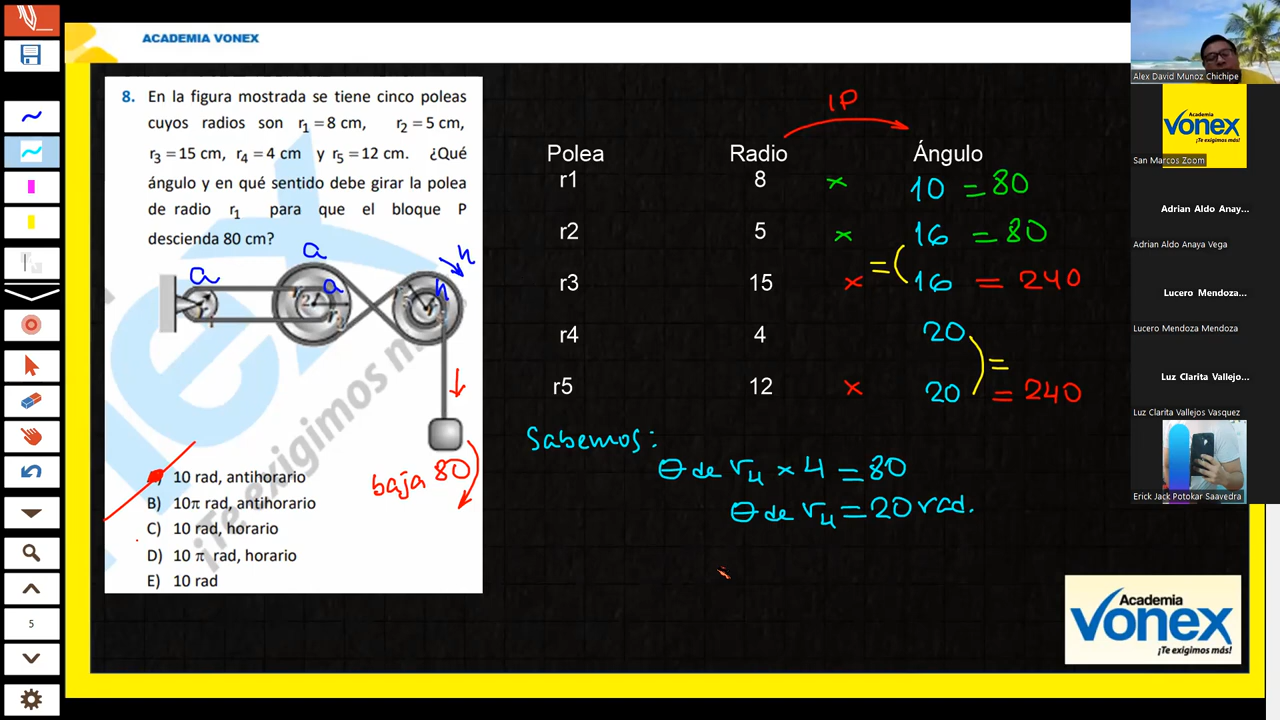 ACADEMIA VONEX
8. En la figura mostrada se tiene cinco poleas
cuyos radios son r₁ = 8 cm, r₂ = 5 cm,
r₃ = 15 cm, r₄ = 4 cm y r₅ = 12 cm. ¿Qué
ángulo y en qué sentido debe girar la polea
de radio r₁ para que el bloque P
descienda 80 cm?
a
a
a
h
h
baja 80
A) 10 rad, antihorario
B) 10π rad, antihorario
C) 10 rad, horario
D) 10 π rad, horario
E) 10 rad
¡Te exigimos más!
IP
Polea Radio Ángulo
r1 8 × 10 = 80
r2 5 × 16 = 80
=
r3 15 × 16 = 240
r4 4 20
=
r5 12 × 20 = 240
Sabemos:
θ de r₄ × 4 = 80
θ de r₄ = 20 rad.
Academia
Vonex
¡Te exigimos más!
Alex David Munoz Chichipe
Academia
Vonex
¡Te exigimos más!
San Marcos Zoom
Adrian Aldo Anay...
Adrian Aldo Anaya Vega
Lucero Mendoza...
Lucero Mendoza Mendoza
Luz Clarita Vallejo...
Luz Clarita Vallejos Vasquez
Erick Jack Potokar Saavedra
5